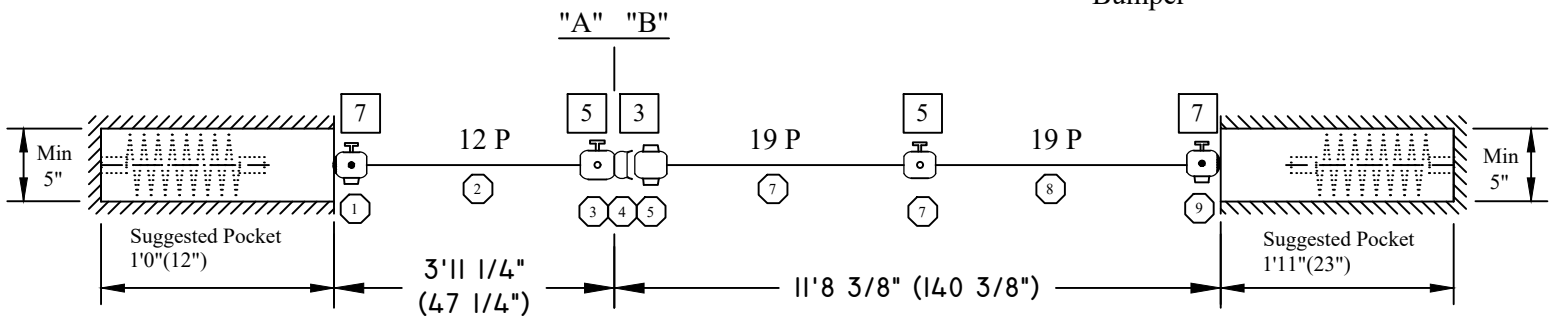 Bumper
"A" "B"
7
5
3
5
7
12 P
19 P
19 P
Min
5"
Min
5"
1
2
3
4
5
7
7
8
9
Suggested Pocket
1'0"(12")
3'11 1/4"
(47 1/4")
11'8 3/8" (140 3/8")
Suggested Pocket
1'11"(23")